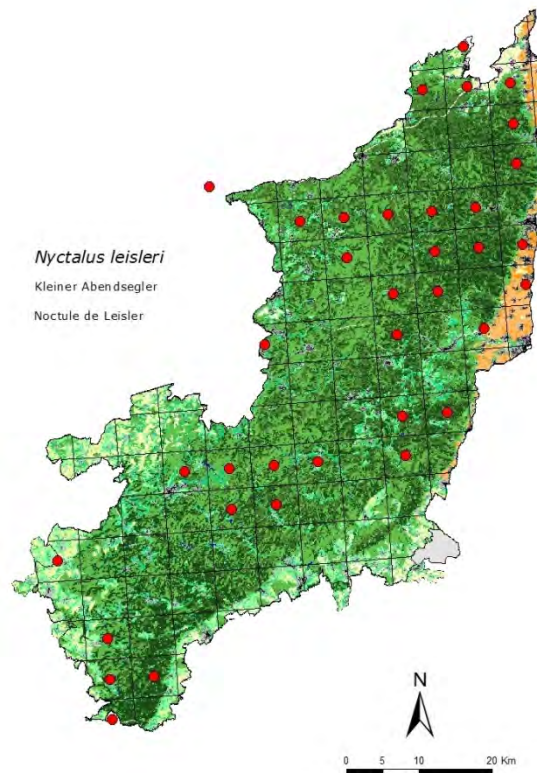 Nyctalus leisleri
Kleiner Abendsegler
Noctule de Leisler
N
0 5 10 20 Km